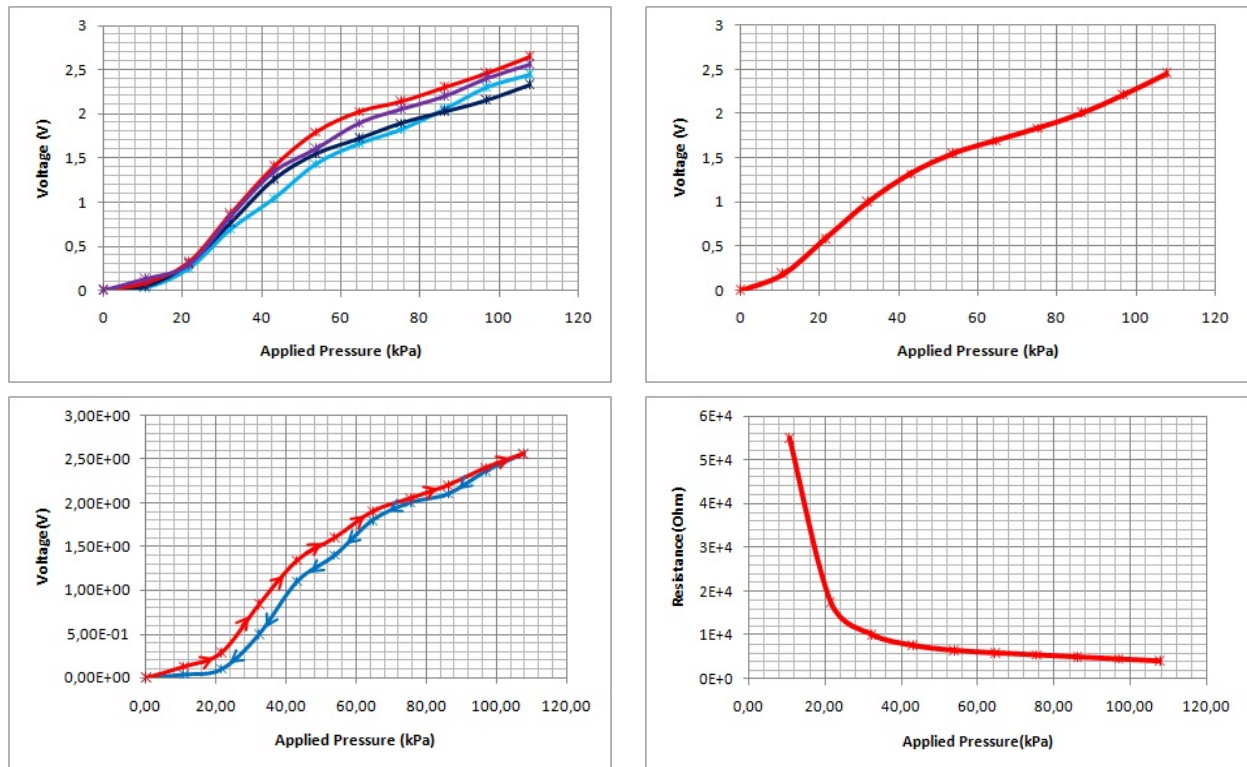 3
2,5
2
1,5
1
0,5
0
Voltage (V)
0 20 40 60 80 100 120
Applied Pressure (kPa)
3
2,5
2
1,5
1
0,5
0
Voltage (V)
0 20 40 60 80 100 120
Applied Pressure (kPa)
3,00E+00
2,50E+00
2,00E+00
1,50E+00
1,00E+00
5,00E-01
0,00E+00
Voltage(V)
0,00 20,00 40,00 60,00 80,00 100,00 120,00
Applied Pressure (kPa)
6E+4
5E+4
4E+4
3E+4
2E+4
1E+4
0E+0
Resistance(Ohm)
0,00 20,00 40,00 60,00 80,00 100,00 120,00
Applied Pressure(kPa)